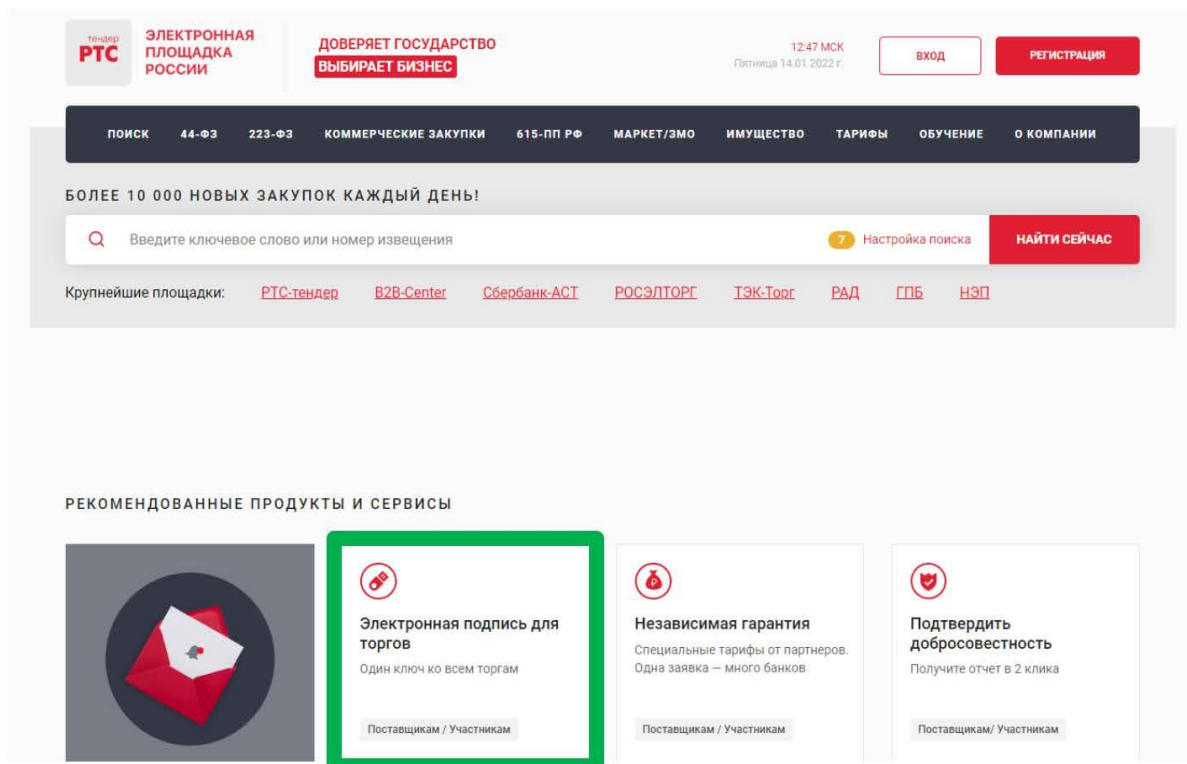 тендер
РТС
ЭЛЕКТРОННАЯ
ПЛОЩАДКА
РОССИИ
ДОВЕРЯЕТ ГОСУДАРСТВО
ВЫБИРАЕТ БИЗНЕС
12:47 МСК
Пятница 14.01.2022 г.
ВХОД
РЕГИСТРАЦИЯ
ПОИСК 44-ФЗ 223-ФЗ КОММЕРЧЕСКИЕ ЗАКУПКИ 615-ПП РФ МАРКЕТ/ЗМО ИМУЩЕСТВО ТАРИФЫ ОБУЧЕНИЕ О КОМПАНИИ
БОЛЕЕ 10 000 НОВЫХ ЗАКУПОК КАЖДЫЙ ДЕНЬ!
Введите ключевое слово или номер извещения 7 Настройка поиска НАЙТИ СЕЙЧАС
Крупнейшие площадки: РТС-тендер B2B-Center Сбербанк-АСТ РОСЭЛТОРГ ТЭК-Торг РАД ГПБ НЭП
РЕКОМЕНДОВАННЫЕ ПРОДУКТЫ И СЕРВИСЫ
Электронная подпись для
торгов
Один ключ ко всем торгам
Поставщикам / Участникам
Независимая гарантия
Специальные тарифы от партнеров.
Одна заявка — много банков
Поставщикам / Участникам
Подтвердить
добросовестность
Получите отчет в 2 клика
Поставщикам/ Участникам